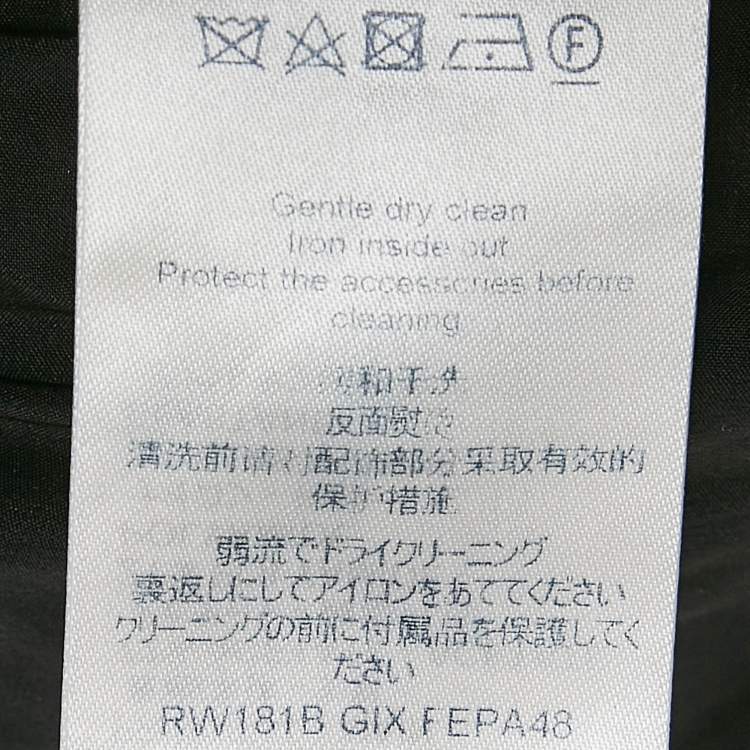 F
Gentle dry clean
Iron inside out
Protect the accessories before
cleaning
柔和干洗
反面熨烫
清洗前请对配饰部分采取有效的
保护措施
弱流でドライクリーニング
裏返しにしてアイロンをあててください
クリーニングの前に付属品を保護してく
ださい
RW181B GIX FEPA48